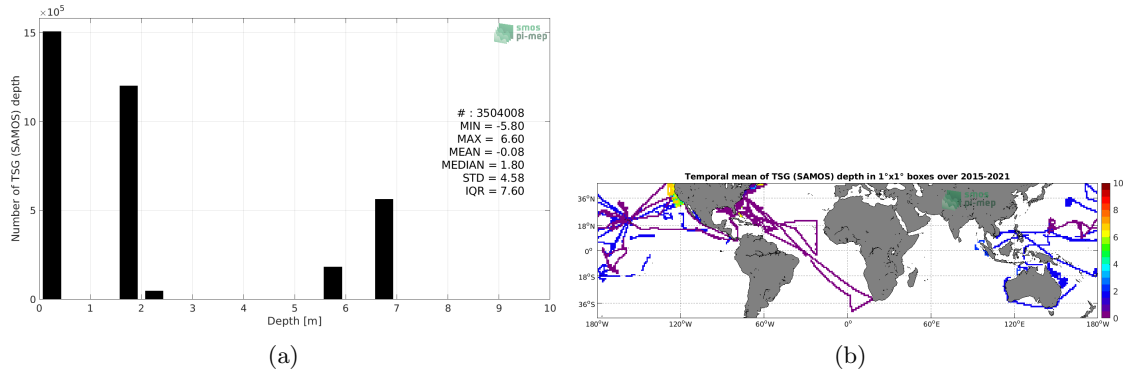 ×10⁵
15
10
5
0
Number of TSG (SAMOS) depth
smos
pi-mep
# : 3504008
MIN = -5.80
MAX = 6.60
MEAN = -0.08
MEDIAN = 1.80
STD = 4.58
IQR = 7.60
0 1 2 3 4 5 6 7 8 9 10
Depth [m]
(a)
Temporal mean of TSG (SAMOS) depth in 1°x1° boxes over 2015-2021
smos
pi-mep
36°N
18°N
0°
18°S
36°S
180°W 120°W 60°W 0° 60°E 120°E 180°W
10
8
6
4
2
0
(b)